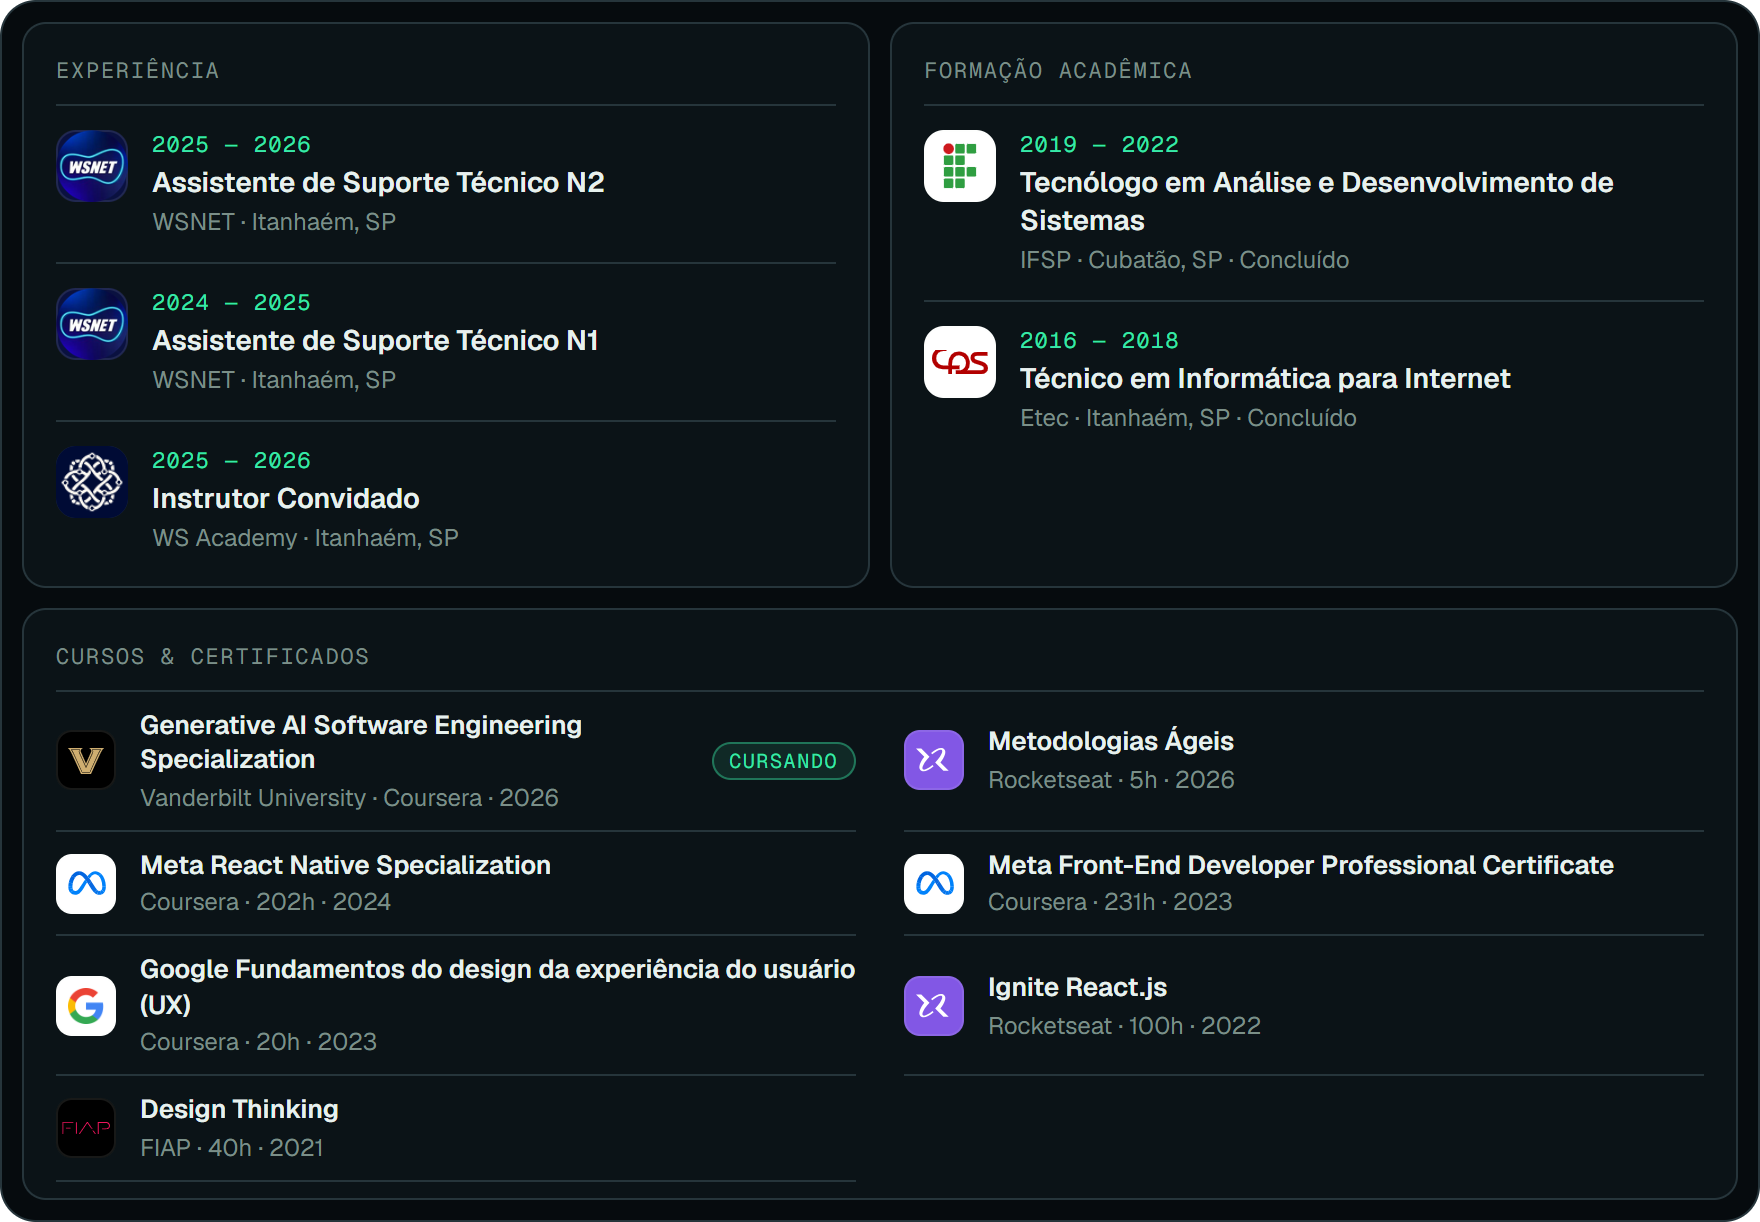 EXPERIÊNCIA
WSNET
2025 — 2026
Assistente de Suporte Técnico N2
WSNET · Itanhaém, SP
WSNET
2024 — 2025
Assistente de Suporte Técnico N1
WSNET · Itanhaém, SP
2025 — 2026
Instrutor Convidado
WS Academy · Itanhaém, SP
FORMAÇÃO ACADÊMICA
2019 — 2022
Tecnólogo em Análise e Desenvolvimento de
Sistemas
IFSP · Cubatão, SP · Concluído
CPS
2016 — 2018
Técnico em Informática para Internet
Etec · Itanhaém, SP · Concluído
CURSOS & CERTIFICADOS
V
Generative AI Software Engineering
Specialization
Vanderbilt University · Coursera · 2026
CURSANDO
Metodologias Ágeis
Rocketseat · 5h · 2026
Meta React Native Specialization
Coursera · 202h · 2024
Meta Front-End Developer Professional Certificate
Coursera · 231h · 2023
G
Google Fundamentos do design da experiência do usuário
(UX)
Coursera · 20h · 2023
Ignite React.js
Rocketseat · 100h · 2022
FIAP
Design Thinking
FIAP · 40h · 2021